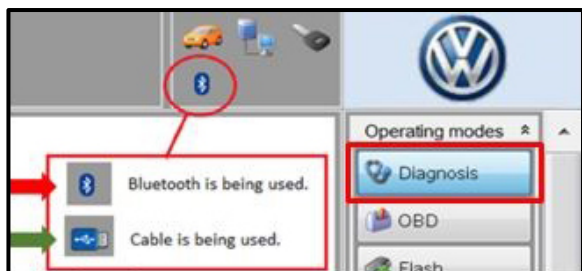 Operating modes
Diagnosis
Bluetooth is being used.
OBD
Cable is being used.
Flash